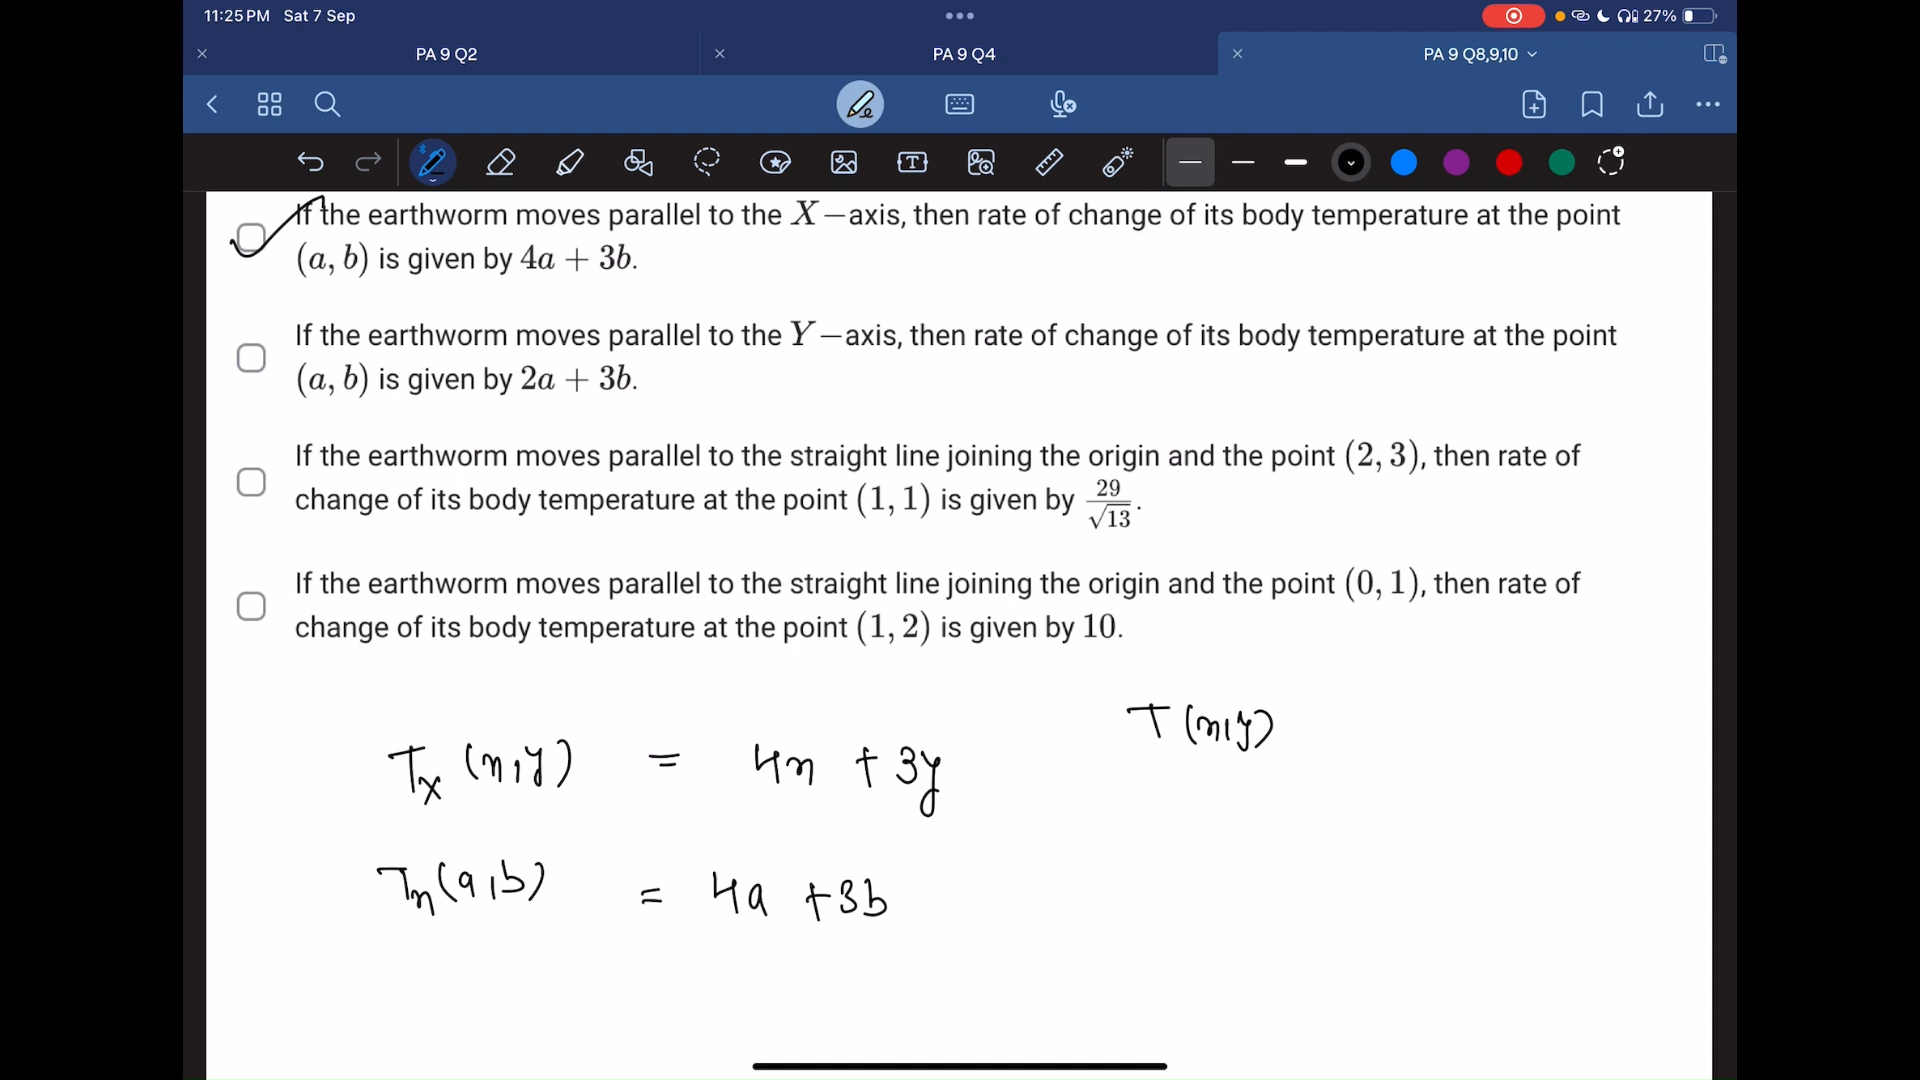 11:25 PM Sat 7 Sep
27%
PA 9 Q2
PA 9 Q4
PA 9 Q8,9,10
If the earthworm moves parallel to the X−axis, then rate of change of its body temperature at the point
(a, b) is given by 4a + 3b.
If the earthworm moves parallel to the Y−axis, then rate of change of its body temperature at the point
(a, b) is given by 2a + 3b.
If the earthworm moves parallel to the straight line joining the origin and the point (2, 3), then rate of
change of its body temperature at the point (1, 1) is given by 29/√13.
If the earthworm moves parallel to the straight line joining the origin and the point (0, 1), then rate of
change of its body temperature at the point (1, 2) is given by 10.
T(x,y)
Tx (x,y) = 4x + 3y
Tx(a,b) = 4a + 3b